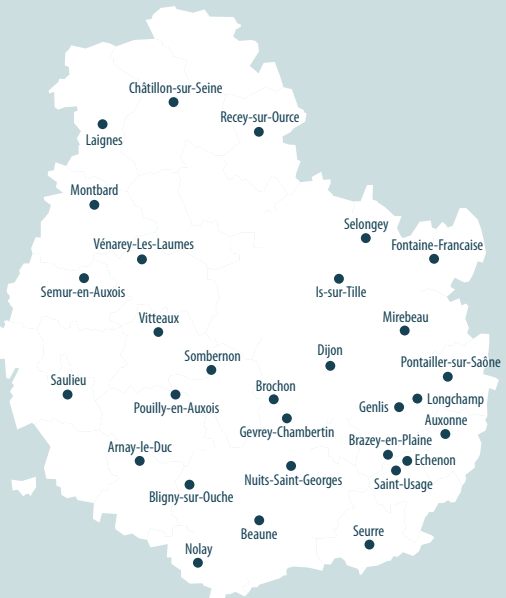 Châtillon-sur-Seine
Recey-sur-Ource
Laignes
Montbard
Selongey
Vénarey-Les-Laumes
Fontaine-Francaise
Semur-en-Auxois
Is-sur-Tille
Vitteaux
Mirebeau
Sombernon
Dijon
Pontailler-sur-Saône
Saulieu
Brochon
Pouilly-en-Auxois
Genlis
Longchamp
Auxonne
Gevrey-Chambertin
Brazey-en-Plaine
Arnay-le-Duc
Echenon
Nuits-Saint-Georges
Saint-Usage
Bligny-sur-Ouche
Beaune
Seurre
Nolay